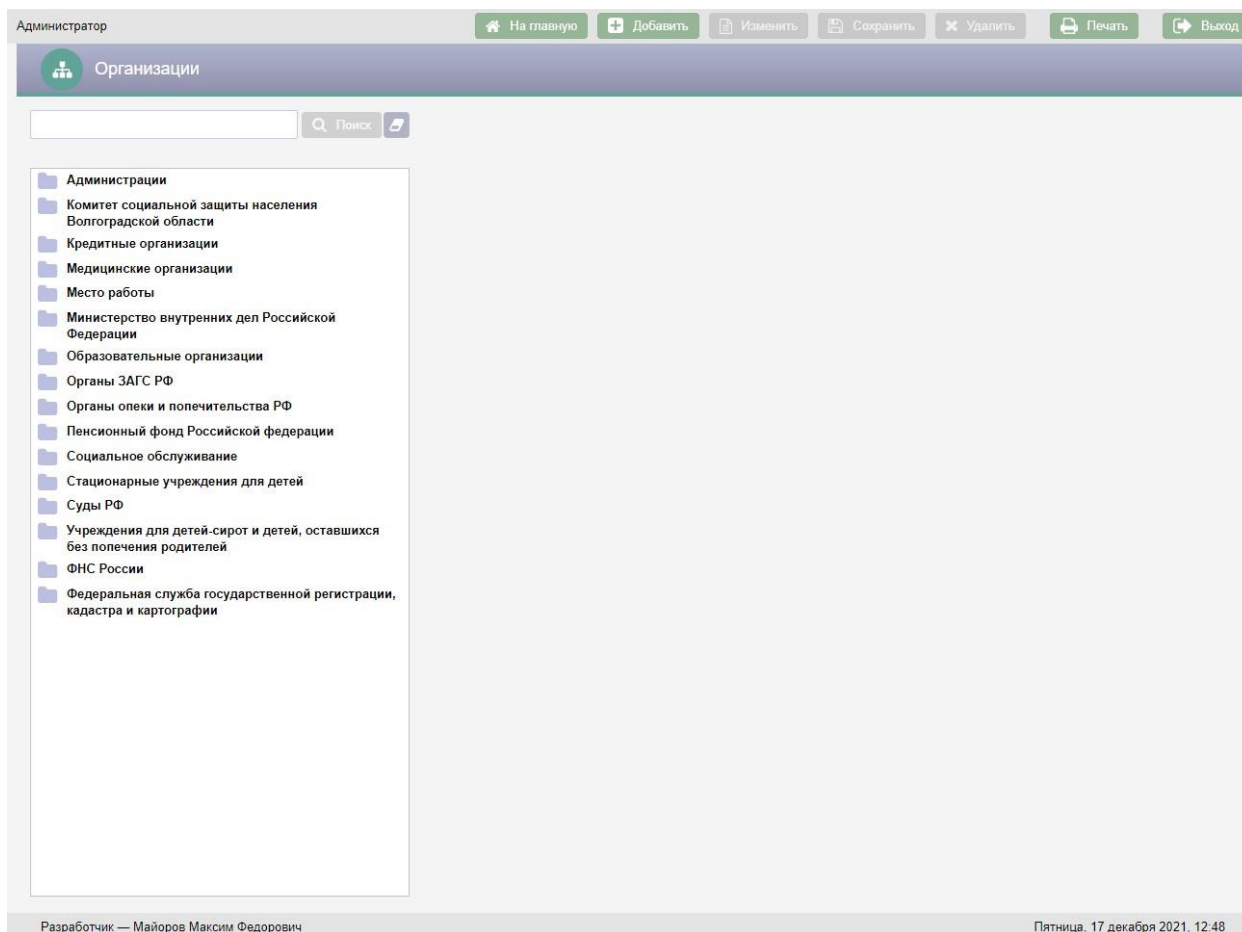 Администратор
На главную
Добавить
Изменить
Сохранить
Удалить
Печать
Выход
Организации
Поиск
Администрации
Комитет социальной защиты населения
Волгоградской области
Кредитные организации
Медицинские организации
Место работы
Министерство внутренних дел Российской
Федерации
Образовательные организации
Органы ЗАГС РФ
Органы опеки и попечительства РФ
Пенсионный фонд Российской федерации
Социальное обслуживание
Стационарные учреждения для детей
Суды РФ
Учреждения для детей-сирот и детей, оставшихся
без попечения родителей
ФНС России
Федеральная служба государственной регистрации,
кадастра и картографии
Разработчик — Майоров Максим Федорович
Пятница, 17 декабря 2021, 12:48